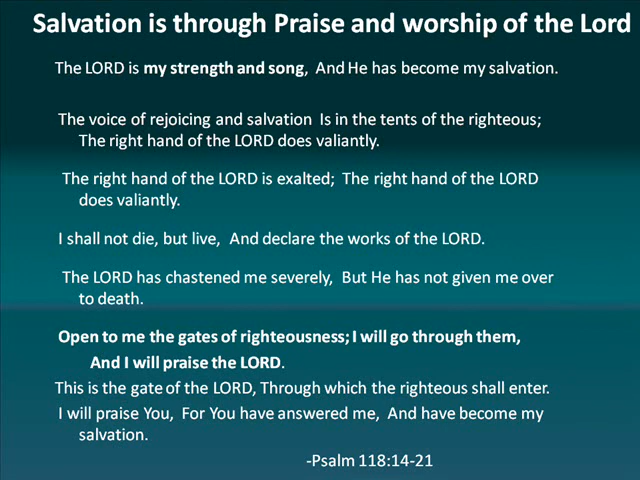 Salvation is through Praise and worship of the Lord
The LORD is my strength and song, And He has become my salvation.
The voice of rejoicing and salvation Is in the tents of the righteous;
The right hand of the LORD does valiantly.
The right hand of the LORD is exalted; The right hand of the LORD
does valiantly.
I shall not die, but live, And declare the works of the LORD.
The LORD has chastened me severely, But He has not given me over
to death.
Open to me the gates of righteousness; I will go through them,
And I will praise the LORD.
This is the gate of the LORD, Through which the righteous shall enter.
I will praise You, For You have answered me, And have become my
salvation.
-Psalm 118:14-21